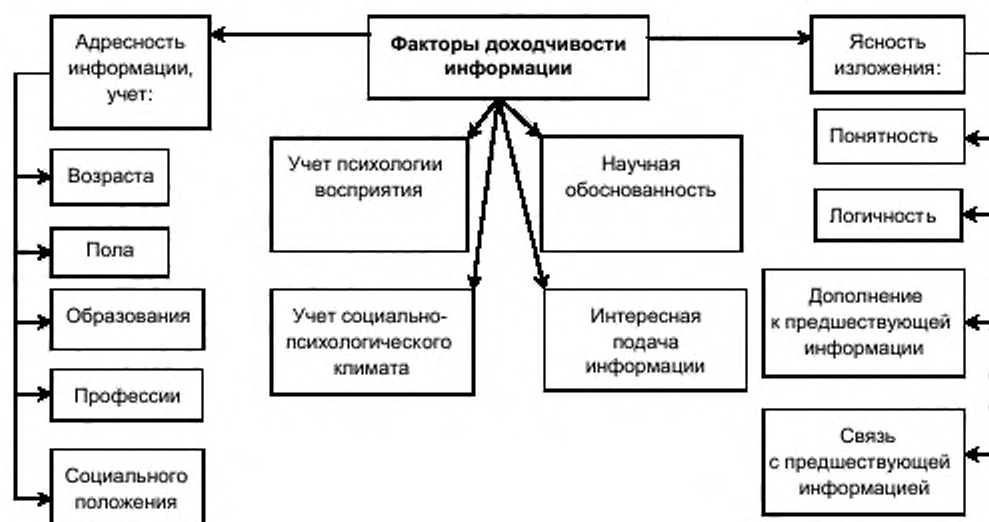 Адресность
информации,
учет:
Возраста
Пола
Образования
Профессии
Социального
положения
Факторы доходчивости
информации
Учет психологии
восприятия
Научная
обоснованность
Учет социально-
психологического
климата
Интересная
подача
информации
Ясность
изложения:
Понятность
Логичность
Дополнение
к предшествующей
информации
Связь
с предшествующей
информацией